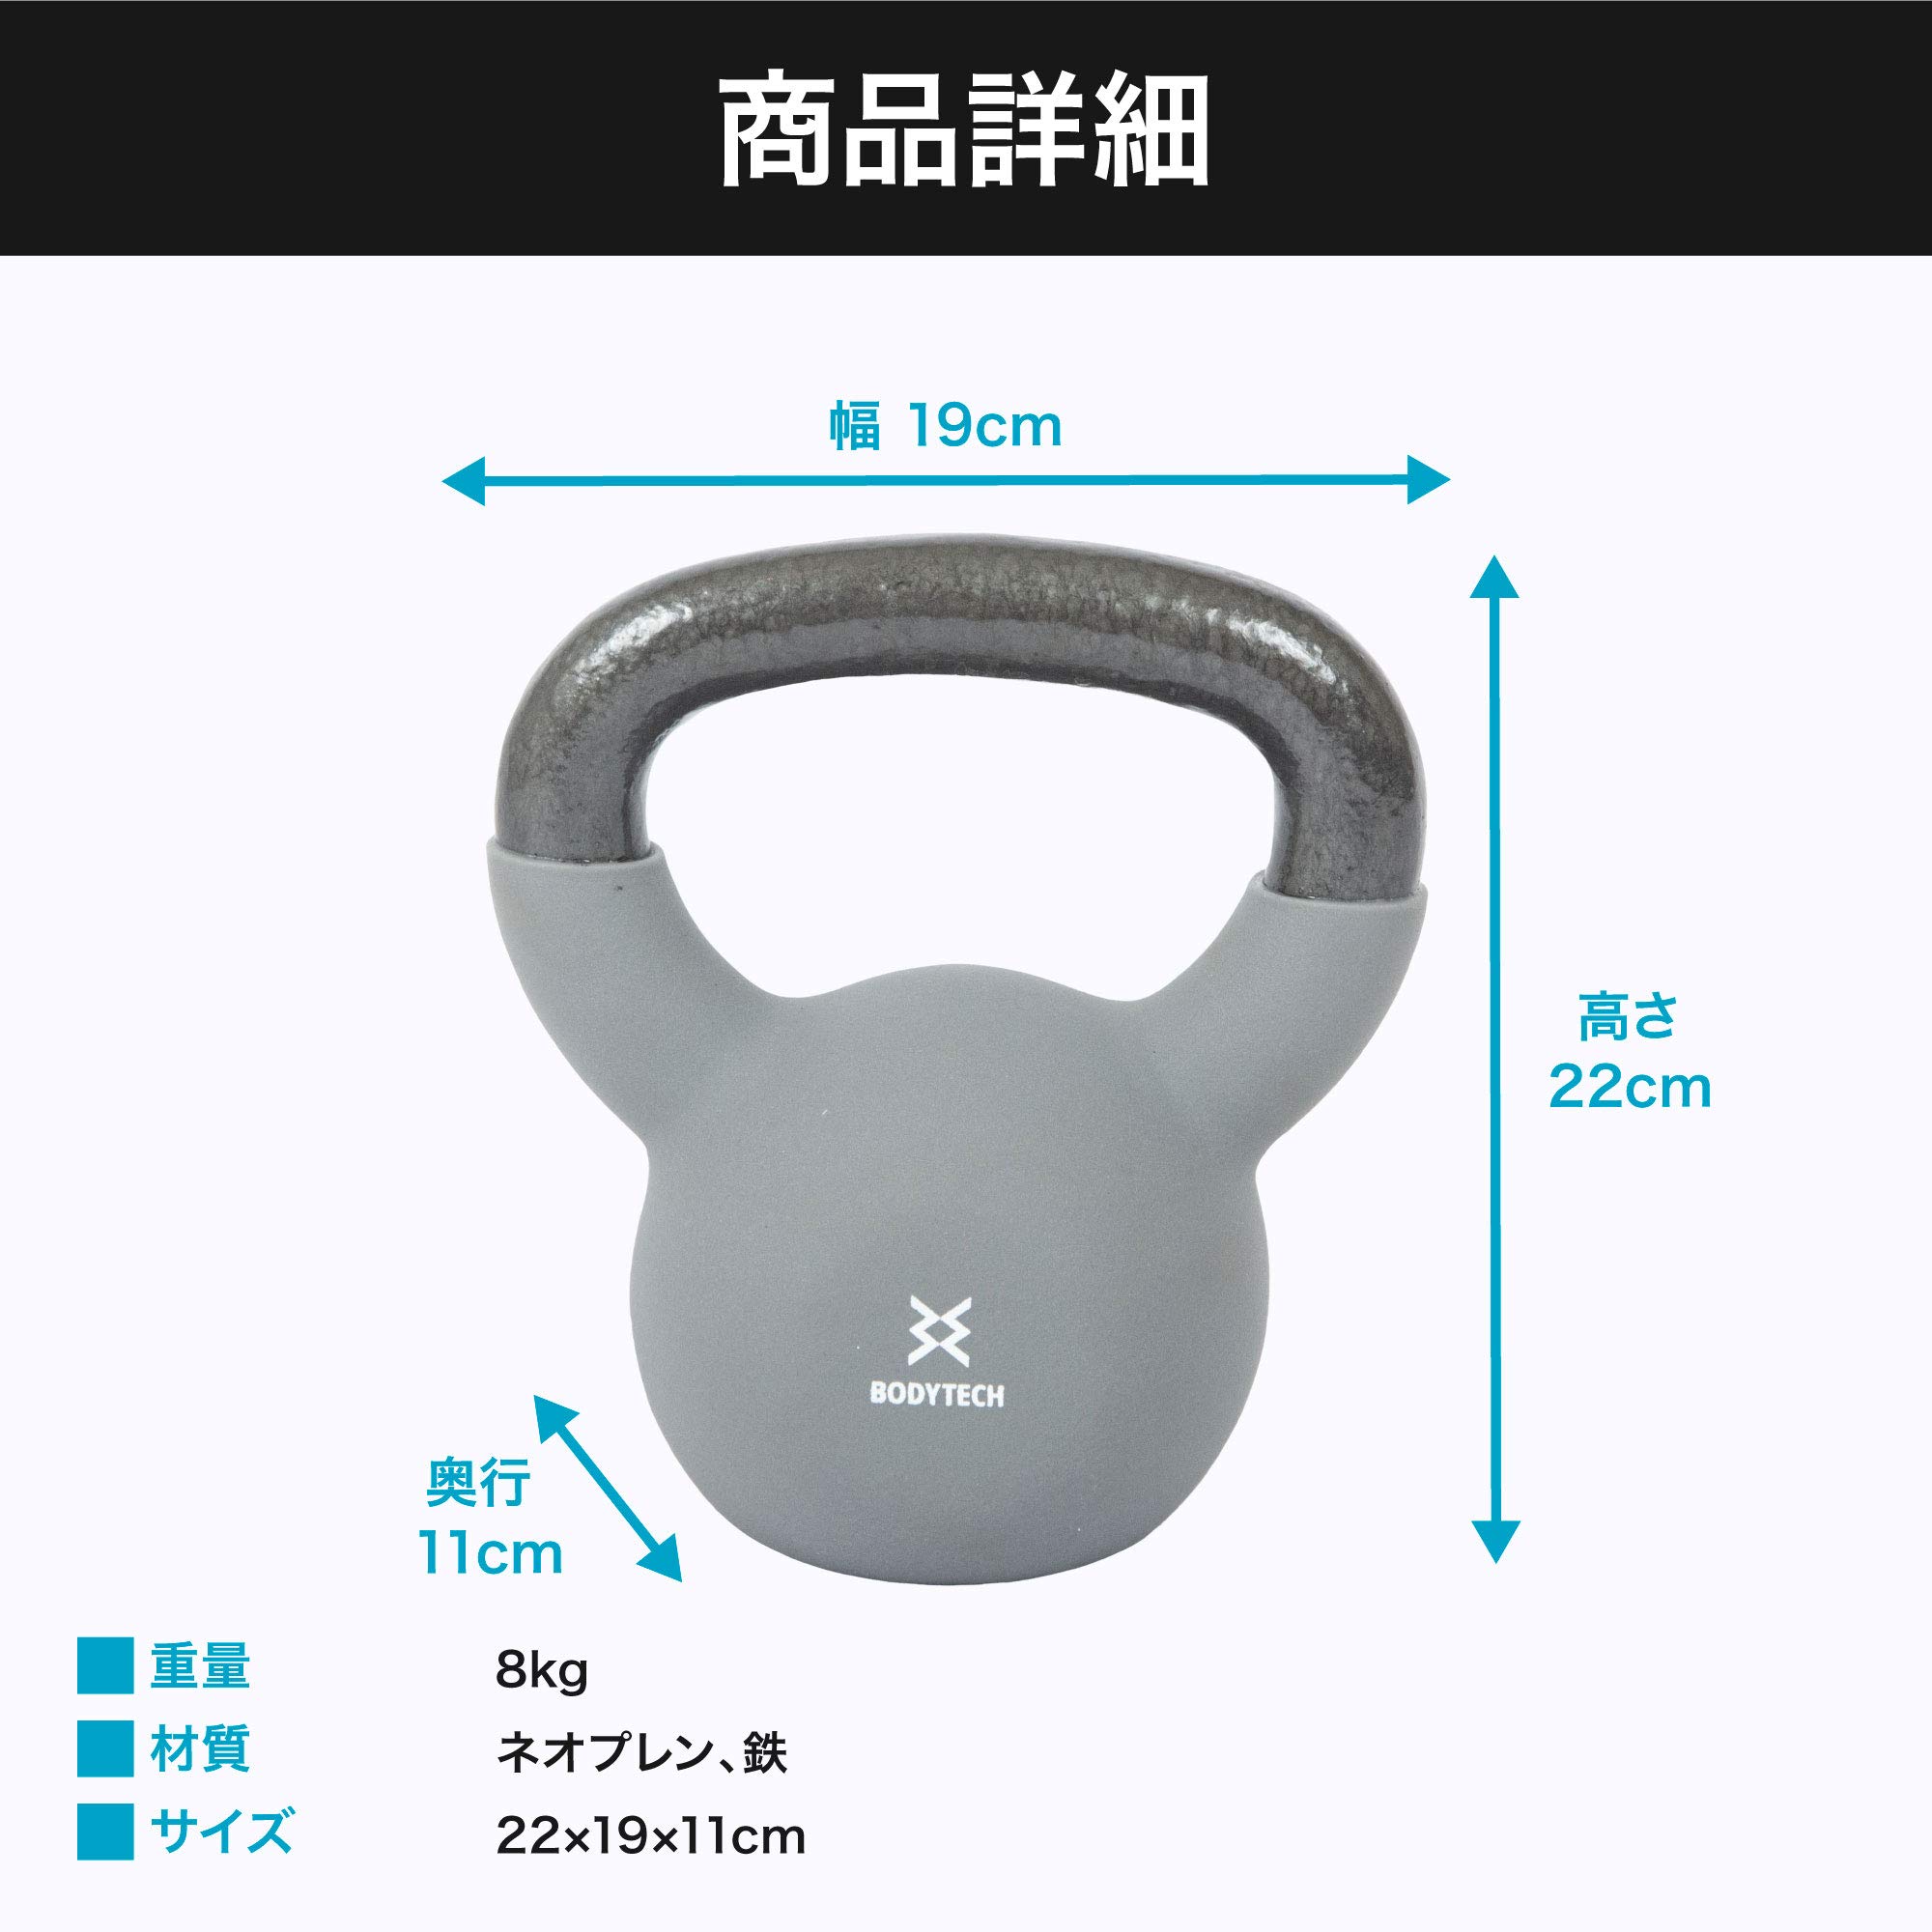 商品詳細
幅 19cm
高さ
22cm
BODYTECH
奥行
11cm
重量 8kg
材質 ネオプレン、鉄
サイズ 22×19×11cm